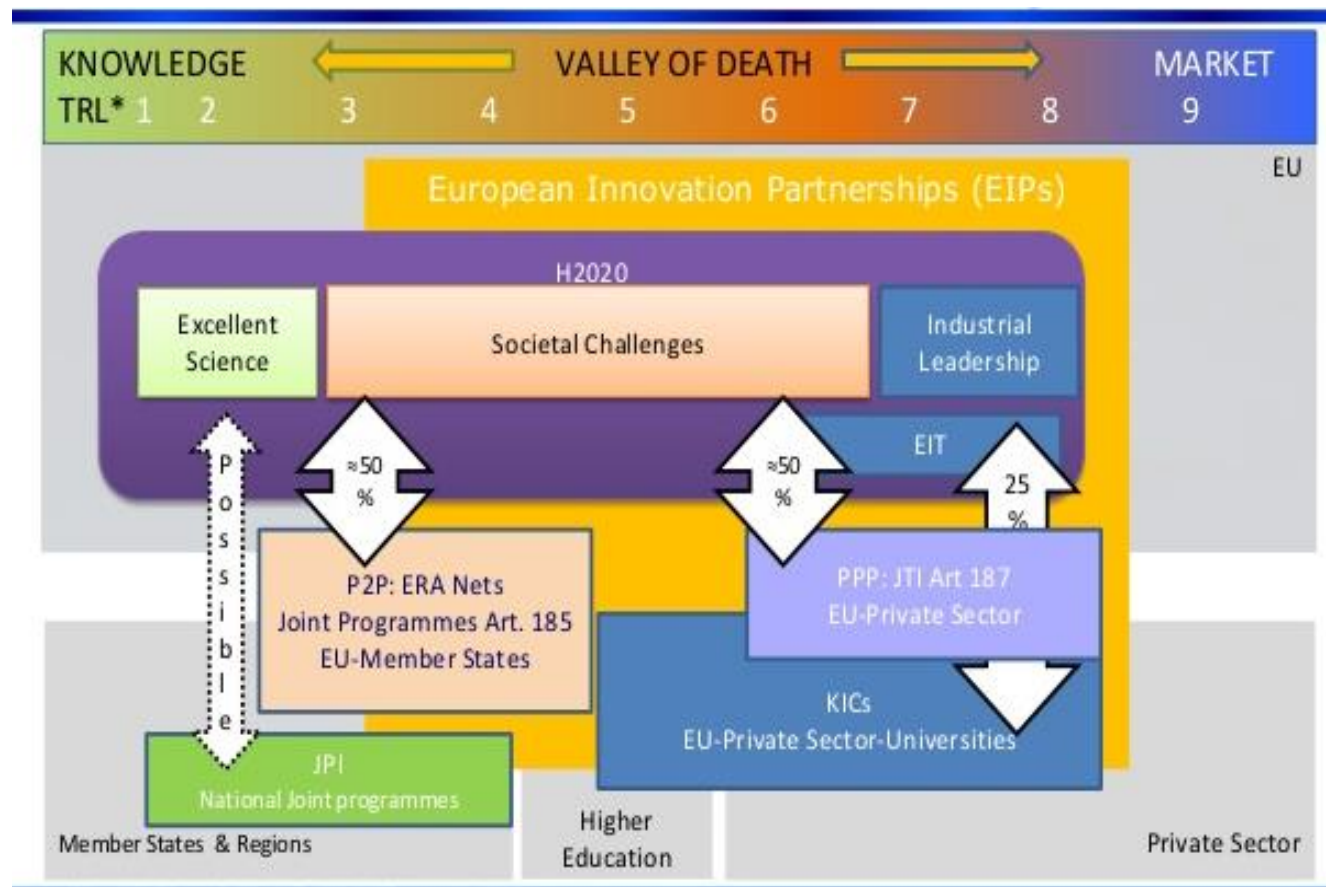 KNOWLEDGE VALLEY OF DEATH MARKET
TRL* 1 2 3 4 5 6 7 8 9
EU
European Innovation Partnerships (EIPs)
H2020
Excellent
Science
Societal Challenges
Industrial
Leadership
EIT
Possible
≈50
%
≈50
%
25
%
P2P: ERA Nets
Joint Programmes Art. 185
EU-Member States
PPP: JTI Art 187
EU-Private Sector
KICs
EU-Private Sector-Universities
JPI
National Joint programmes
Member States & Regions
Higher
Education
Private Sector